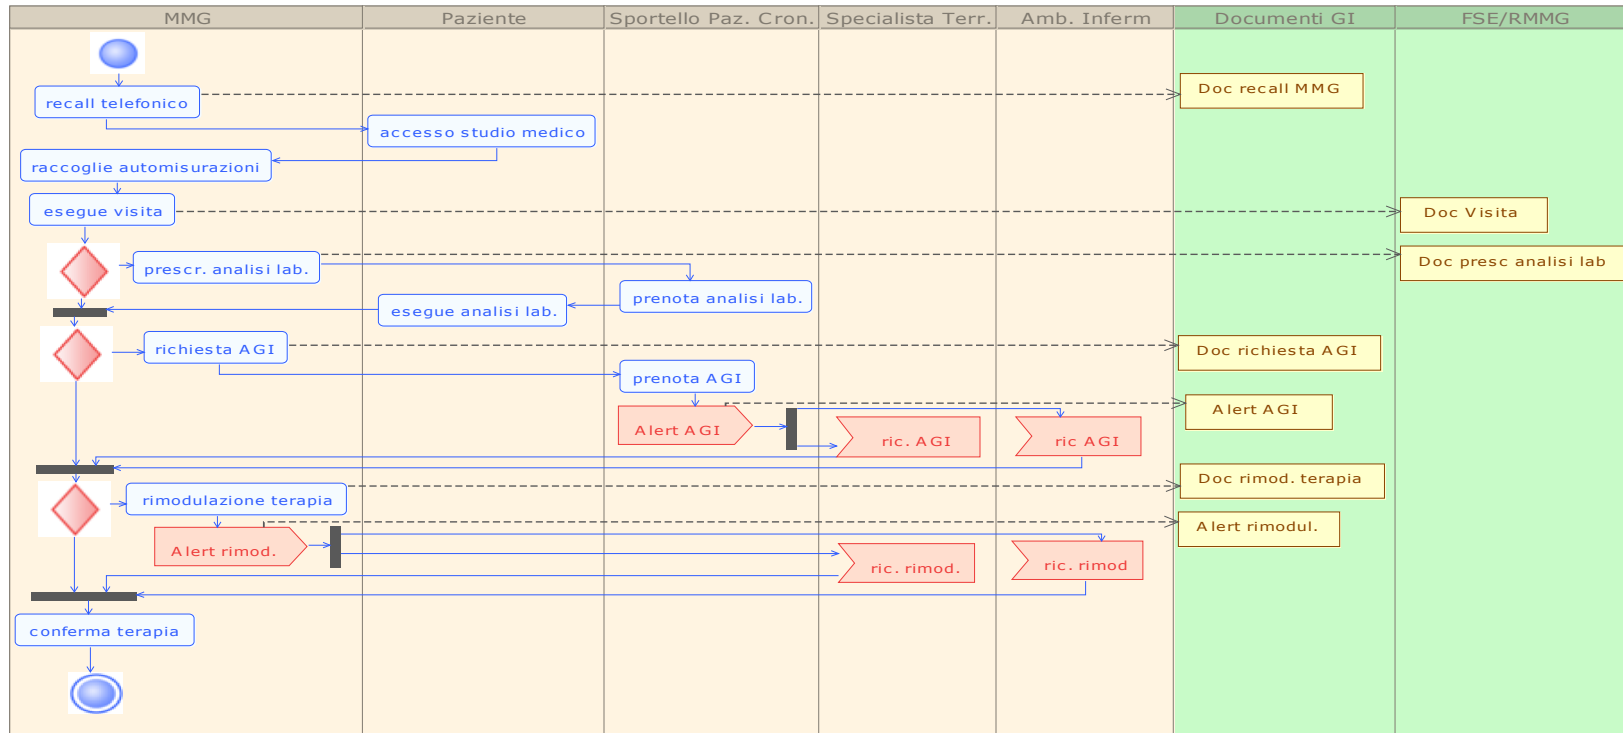 MMG
Paziente
Sportello Paz. Cron.
Specialista Terr.
Amb. Inferm
Documenti GI
FSE/RMMG
recall telefonico
Doc recall MMG
accesso studio medico
raccoglie automisurazioni
esegue visita
Doc Visita
prescr. analisi lab.
Doc presc analisi lab
prenota analisi lab.
esegue analisi lab.
richiesta AGI
Doc richiesta AGI
prenota AGI
Alert AGI
Alert AGI
ric. AGI
ric AGI
rimodulazione terapia
Doc rimod. terapia
Alert rimodul.
Alert rimod.
ric. rimod.
ric. rimod
conferma terapia